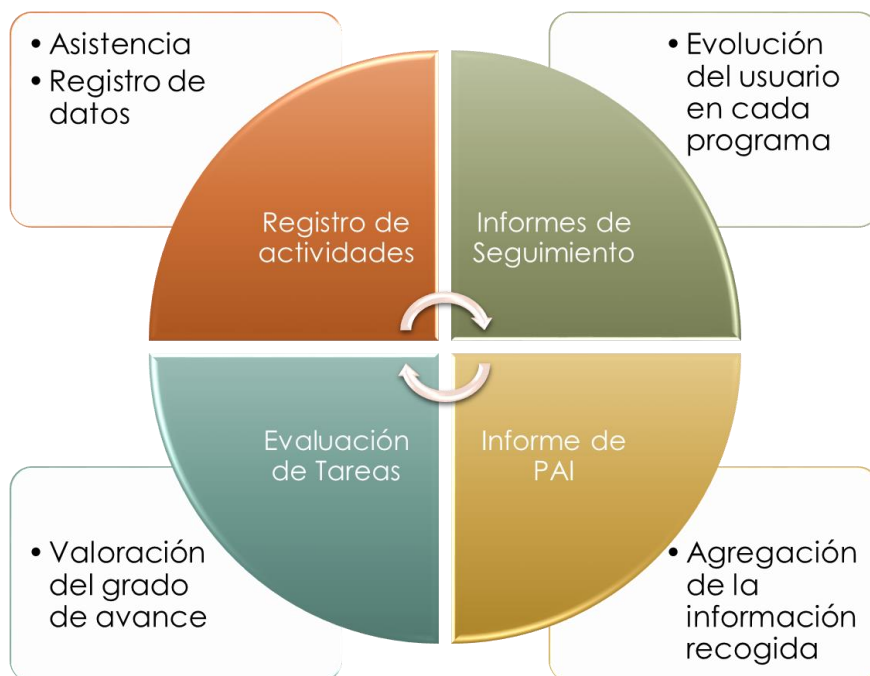 • Asistencia
• Registro de
datos
• Evolución
del usuario
en cada
programa
Registro de
actividades
Informes de
Seguimiento
Evaluación
de Tareas
Informe de
PAI
• Valoración
del grado
de avance
• Agregación
de la
información
recogida